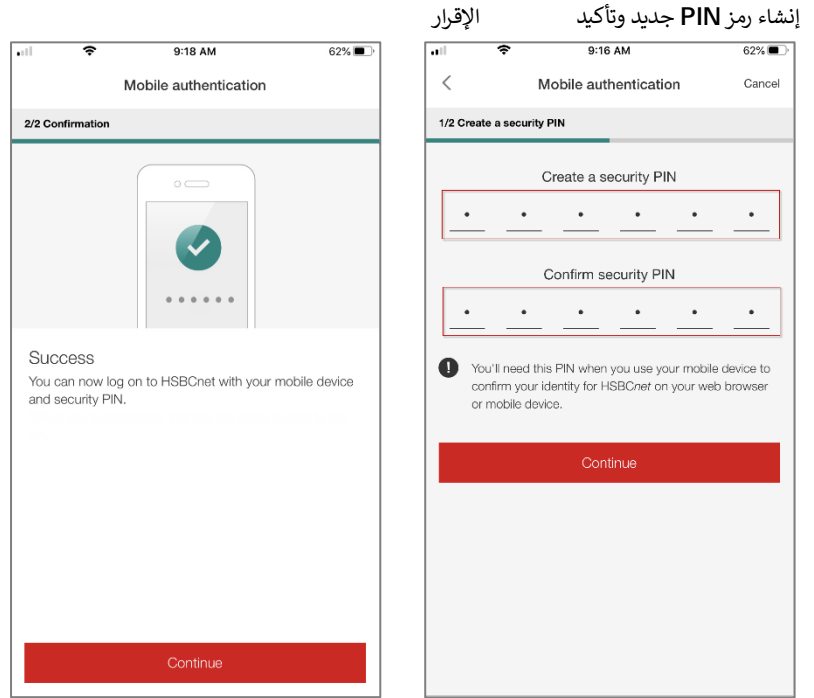 إنشاء رمز PIN جديد وتأكيد
الإقرار
9:16 AM
62%
Mobile authentication
Cancel
1/2 Create a security PIN
Create a security PIN
Confirm security PIN
You'll need this PIN when you use your mobile device to
confirm your identity for HSBCnet on your web browser
or mobile device.
Continue
9:18 AM
62%
Mobile authentication
2/2 Confirmation
Success
You can now log on to HSBCnet with your mobile device
and security PIN.
Continue